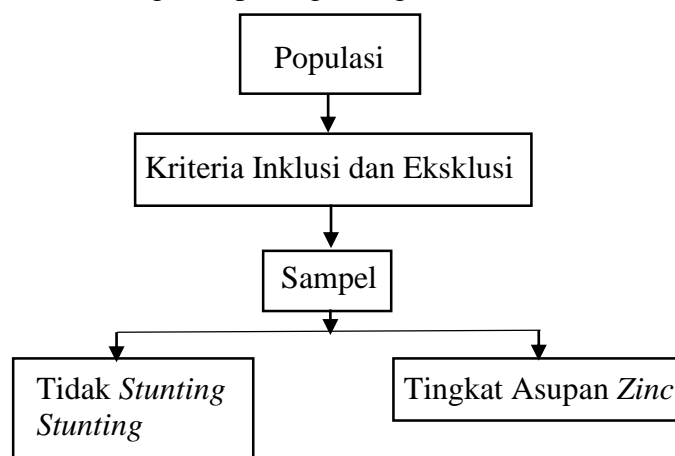 Populasi
Kriteria Inklusi dan Eksklusi
Sampel
Tidak Stunting
Stunting
Tingkat Asupan Zinc